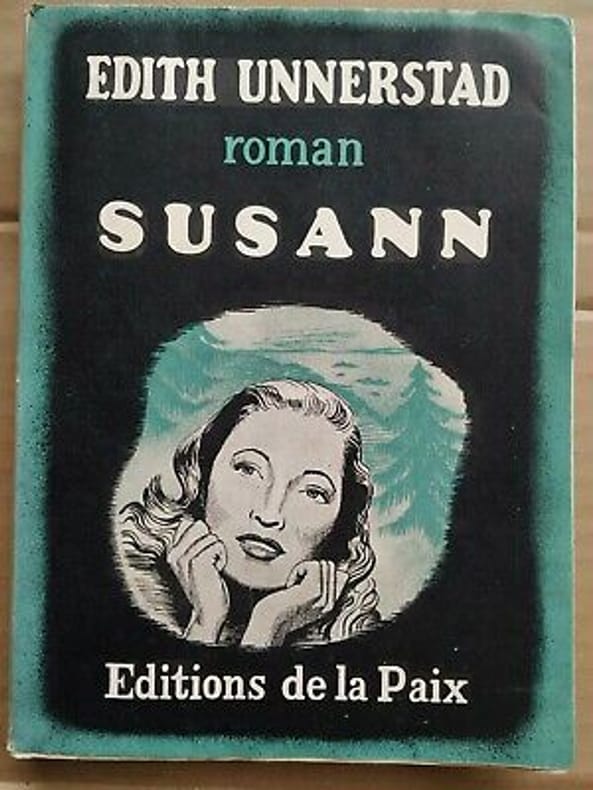 EDITH UNNERSTAD
roman
SUSANN
Editions de la Paix